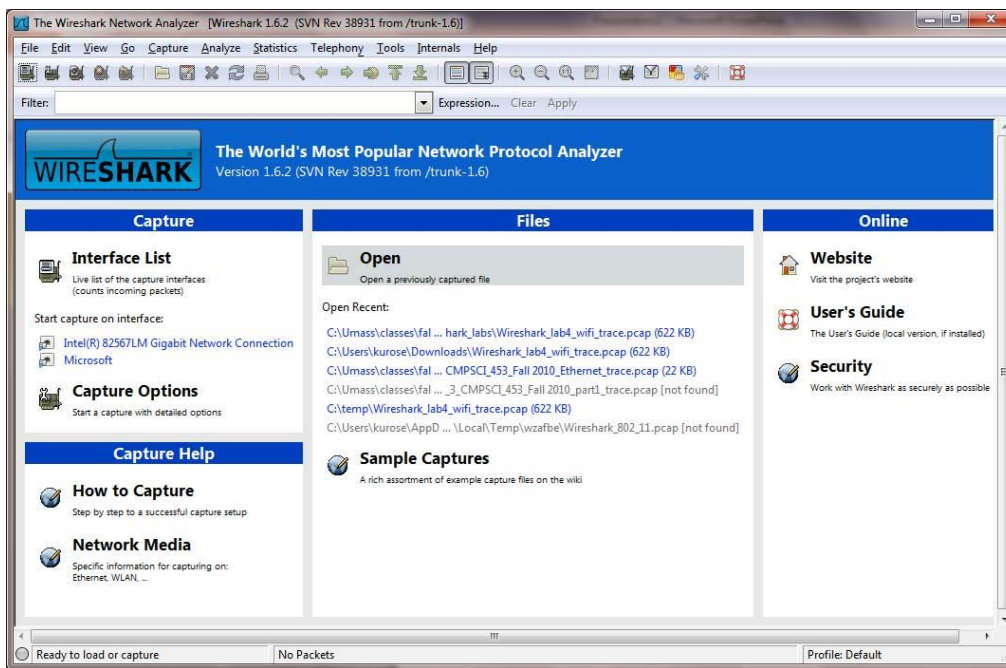 The Wireshark Network Analyzer [Wireshark 1.6.2 (SVN Rev 38931 from /trunk-1.6)]
File Edit View Go Capture Analyze Statistics Telephony Tools Internals Help
Filter: Expression... Clear Apply
WIRESHARK
The World's Most Popular Network Protocol Analyzer
Version 1.6.2 (SVN Rev 38931 from /trunk-1.6)
Capture
Interface List
Live list of the capture interfaces
(counts incoming packets)
Start capture on interface:
Intel(R) 82567LM Gigabit Network Connection
Microsoft
Capture Options
Start a capture with detailed options
Capture Help
How to Capture
Step by step to a successful capture setup
Network Media
Specific information for capturing on:
Ethernet, WLAN, ...
Files
Open
Open a previously captured file
Open Recent:
C:\Umass\classes\fal ... hark_labs\Wireshark_lab4_wifi_trace.pcap (622 KB)
C:\Users\kurose\Downloads\Wireshark_lab4_wifi_trace.pcap (622 KB)
C:\Umass\classes\fal ... CMPSCI_453_Fall 2010_Ethernet_trace.pcap (22 KB)
C:\Umass\classes\fal ... _3_CMPSCI_453_Fall 2010_part1_trace.pcap [not found]
C:\temp\Wireshark_lab4_wifi_trace.pcap (622 KB)
C:\Users\kurose\AppD ... \Local\Temp\wzafbe\Wireshark_802_11.pcap [not found]
Sample Captures
A rich assortment of example capture files on the wiki
Online
Website
Visit the project's website
User's Guide
The User's Guide (local version, if installed)
Security
Work with Wireshark as securely as possible
Ready to load or capture
No Packets
Profile: Default